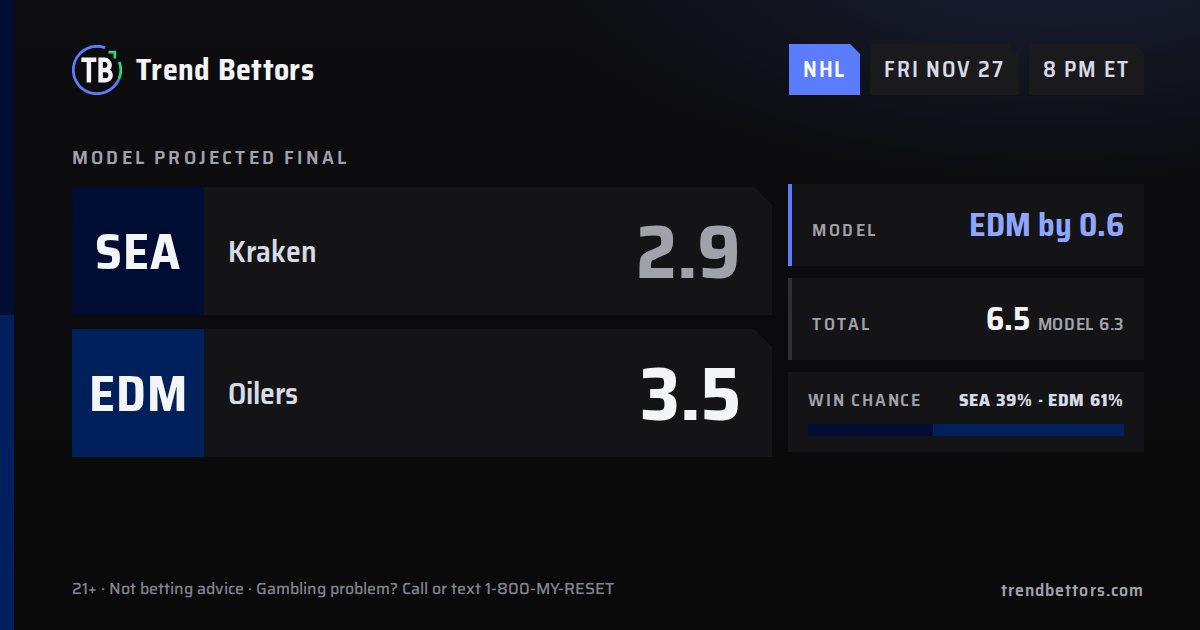 TB Trend Bettors
NHL FRI NOV 27 8 PM ET
MODEL PROJECTED FINAL
SEA Kraken 2.9
EDM Oilers 3.5
MODEL EDM by 0.6
TOTAL 6.5 MODEL 6.3
WIN CHANCE SEA 39% · EDM 61%
21+ · Not betting advice · Gambling problem? Call or text 1-800-MY-RESET
trendbettors.com